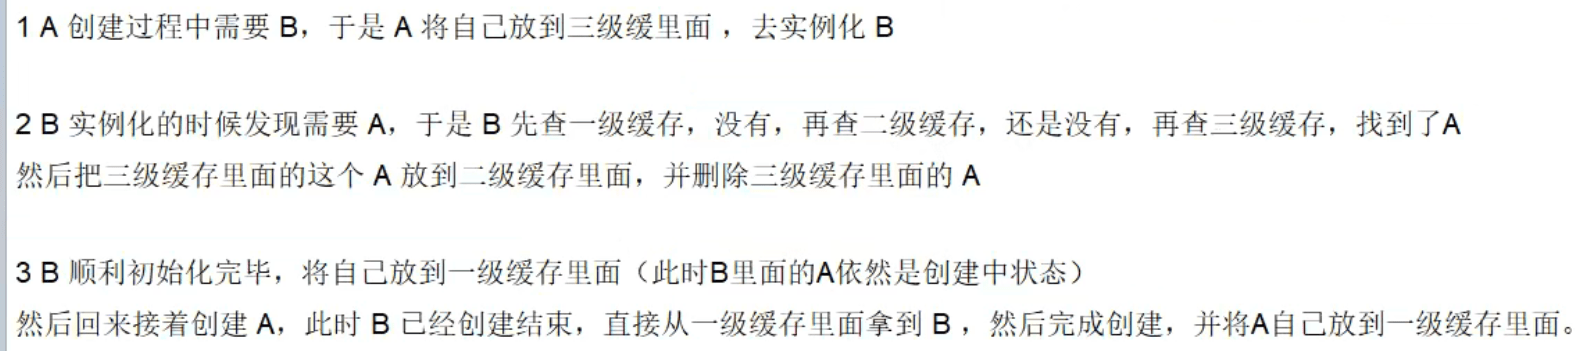 1 A 创建过程中需要 B，于是 A 将自己放到三级缓里面 ，去实例化 B
2 B 实例化的时候发现需要 A，于是 B 先查一级缓存，没有，再查二级缓存，还是没有，再查三级缓存，找到了A
然后把三级缓存里面的这个 A 放到二级缓存里面，并删除三级缓存里面的 A
3 B 顺利初始化完毕，将自己放到一级缓存里面（此时B里面的A依然是创建中状态）
然后回来接着创建 A，此时 B 已经创建结束，直接从一级缓存里面拿到 B ，然后完成创建，并将A自己放到一级缓存里面。